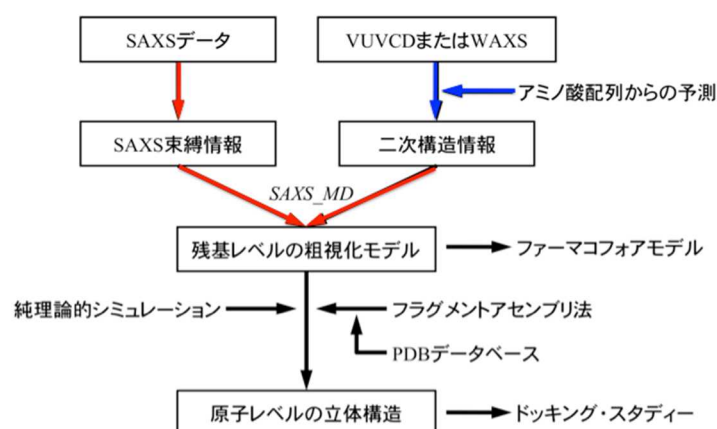 SAXSデータ
VUVCDまたはWAXS
アミノ酸配列からの予測
SAXS束縛情報
二次構造情報
SAXS_MD
残基レベルの粗視化モデル
ファーマコフォアモデル
純理論的シミュレーション
フラグメントアセンブリ法
PDBデータベース
原子レベルの立体構造
ドッキング・スタディー